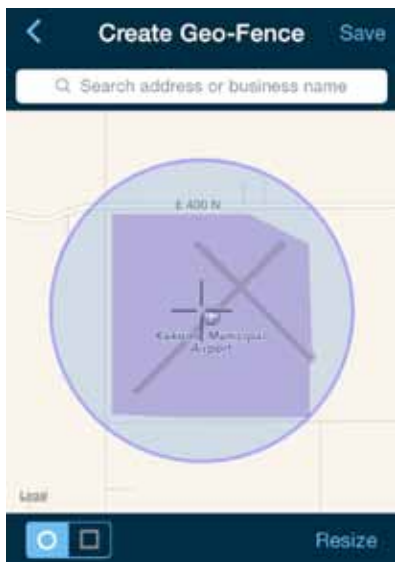 Create Geo-Fence
Save
Search address or business name
E 400 N
Kokomo Municipal
Airport
Legal
Resize